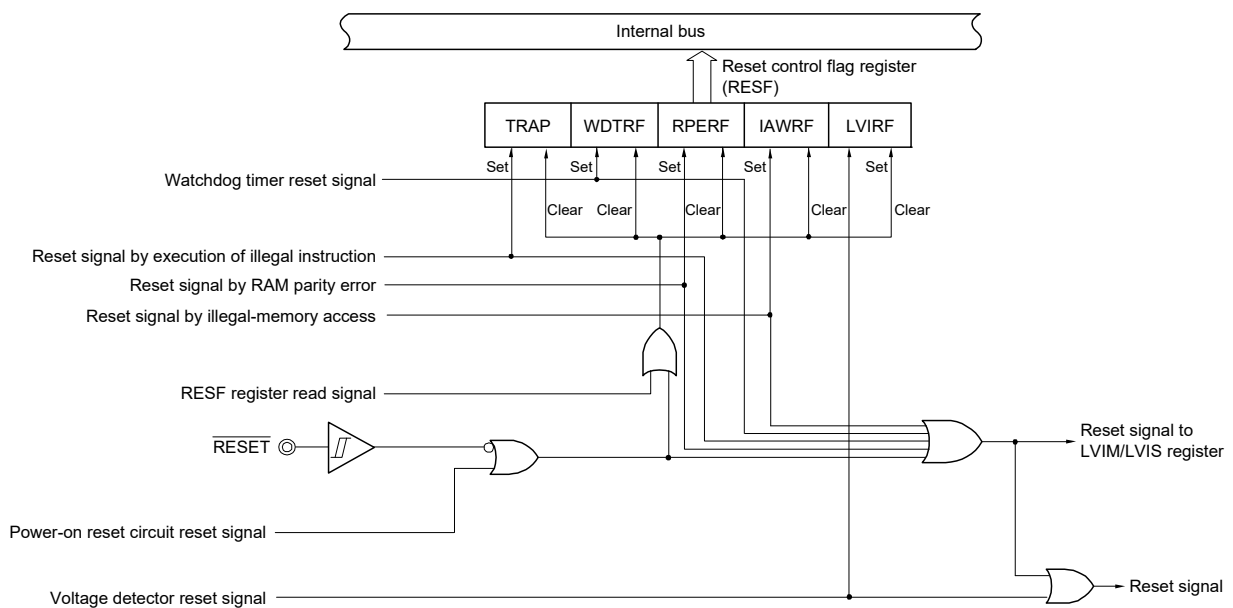 Internal bus
Reset control flag register
(RESF)
TRAP WDTRF RPERF IAWRF LVIRF
Set Set Set Set Set
Watchdog timer reset signal
Clear Clear Clear Clear Clear
Reset signal by execution of illegal instruction
Reset signal by RAM parity error
Reset signal by illegal-memory access
RESF register read signal
RESET
Reset signal to
LVIM/LVIS register
Power-on reset circuit reset signal
Reset signal
Voltage detector reset signal